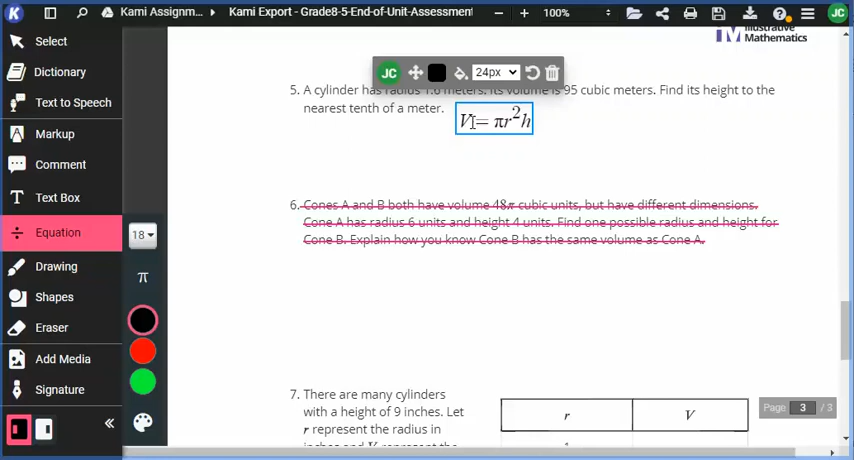 Kami Assignm...
Kami Export - Grade8-5-End-of-Unit-Assessment
100%
JC
Select
Dictionary
Text to Speech
Markup
Comment
Text Box
Equation
Drawing
Shapes
Eraser
Add Media
Signature
18
π
Illustrative
Mathematics
JC
24px
5. A cylinder has radius 1.6 meters. Its volume is 95 cubic meters. Find its height to the
nearest tenth of a meter.
V = πr²h
6. Cones A and B both have volume 48π cubic units, but have different dimensions.
Cone A has radius 6 units and height 4 units. Find one possible radius and height for
Cone B. Explain how you know Cone B has the same volume as Cone A.
7. There are many cylinders
with a height of 9 inches. Let
r represent the radius in
inches and V represent the
r V
1
Page 3 / 3